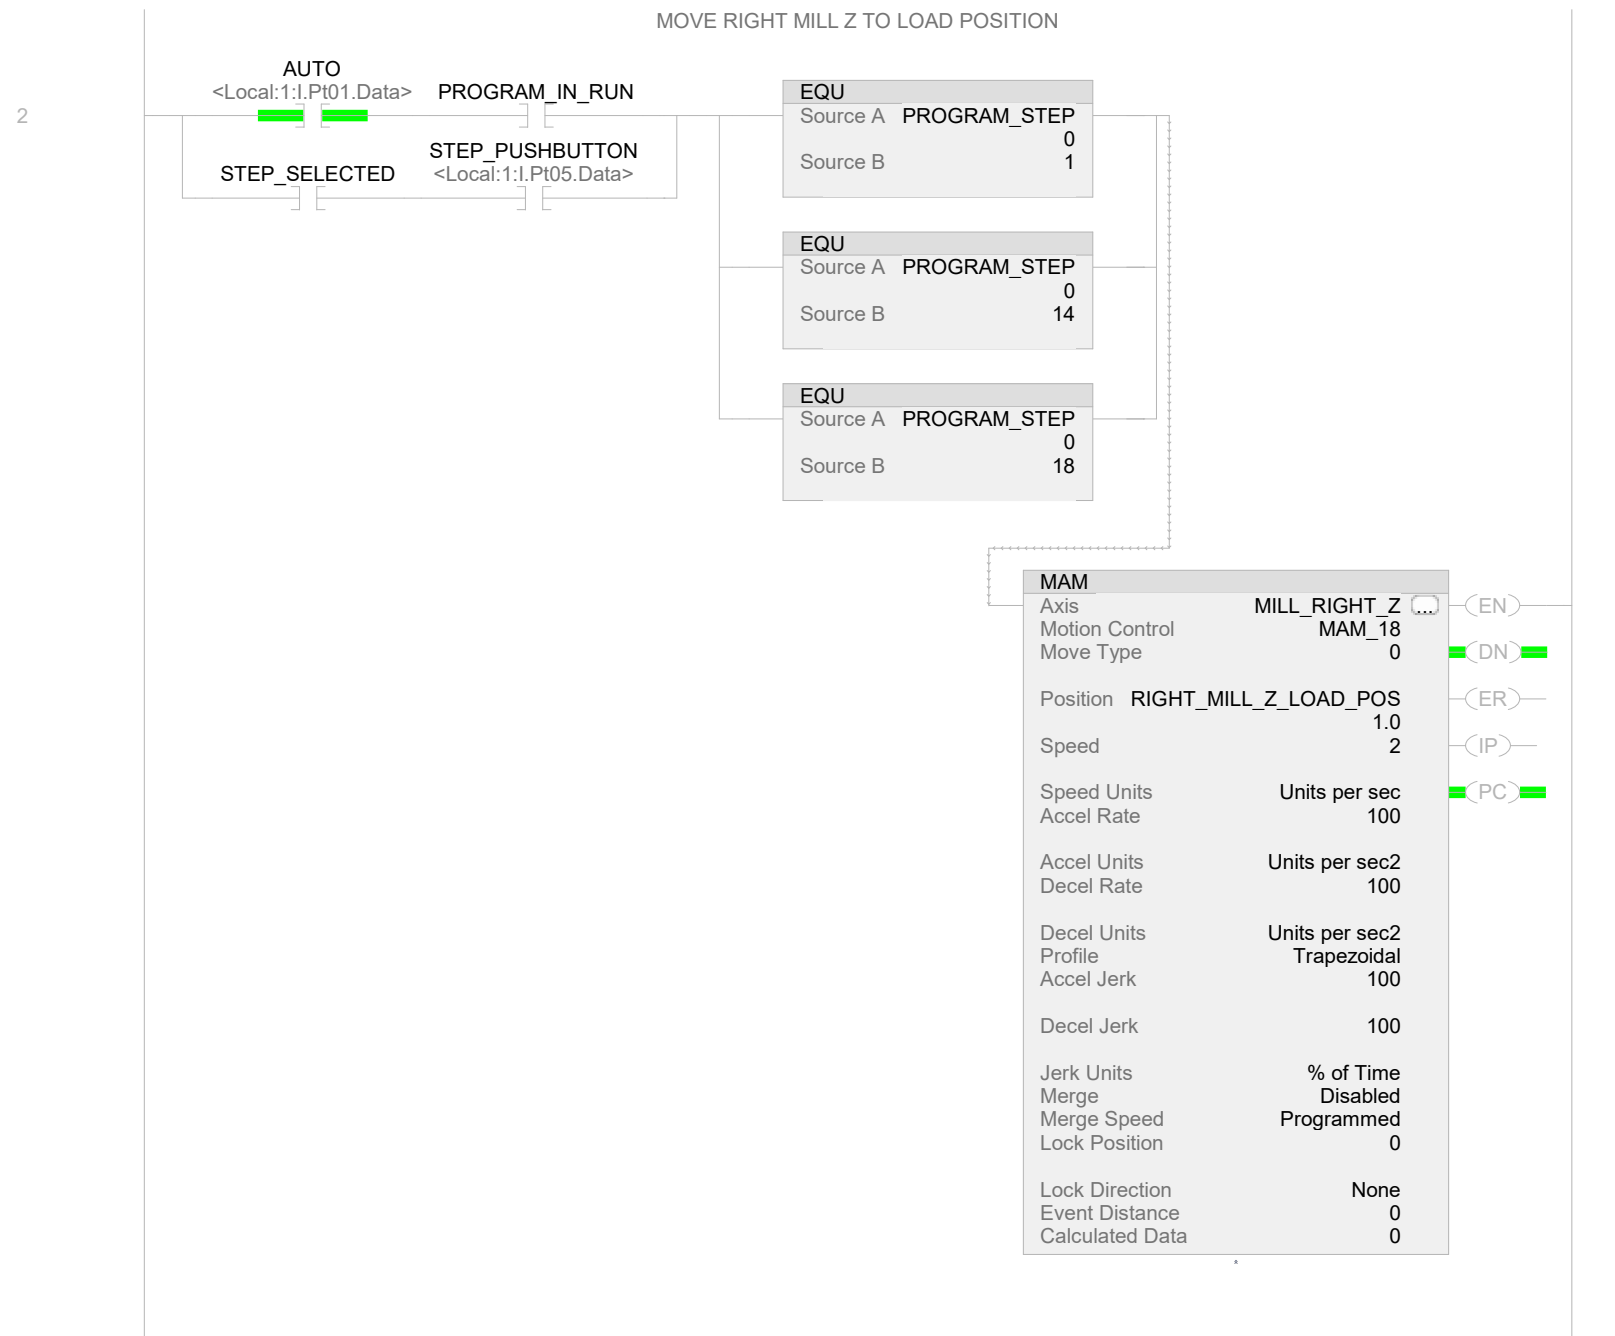 MOVE RIGHT MILL Z TO LOAD POSITION
AUTO
<Local:1:I.Pt01.Data>
PROGRAM_IN_RUN
2
STEP_SELECTED
STEP_PUSHBUTTON
<Local:1:I.Pt05.Data>
EQU
Source A PROGRAM_STEP
0
Source B 1
EQU
Source A PROGRAM_STEP
0
Source B 14
EQU
Source A PROGRAM_STEP
0
Source B 18
MAM
Axis MILL_RIGHT_Z ... EN
Motion Control MAM_18
Move Type 0 DN
Position RIGHT_MILL_Z_LOAD_POS ER
1.0
Speed 2 IP
Speed Units Units per sec PC
Accel Rate 100
Accel Units Units per sec2
Decel Rate 100
Decel Units Units per sec2
Profile Trapezoidal
Accel Jerk 100
Decel Jerk 100
Jerk Units % of Time
Merge Disabled
Merge Speed Programmed
Lock Position 0
Lock Direction None
Event Distance 0
Calculated Data 0